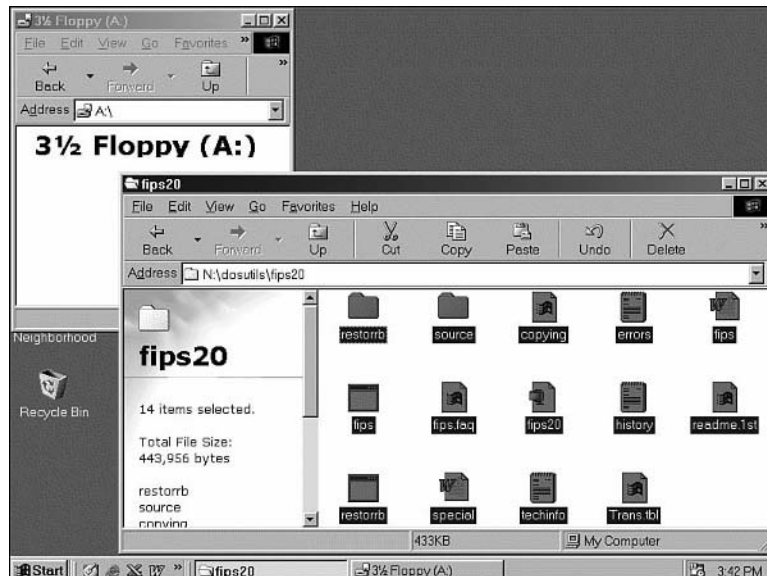 3½ Floppy (A:)
File Edit View Go Favorites »
Back Forward Up »
Address A:\
3½ Floppy (A:)
fips20
File Edit View Go Favorites Help
Back Forward Up Cut Copy Paste Undo Delete »
Address N:\dosutils\fips20
fips20
14 items selected.
Total File Size:
443,956 bytes
restorrb
source
copying
restorrb source copying errors fips
fips fips.faq fips20 history readme.1st
restorrb special techinfo Trans.tbl
433KB My Computer
Neighborhood
Recycle Bin
Start » fips20 3½ Floppy (A:) 3:42 PM